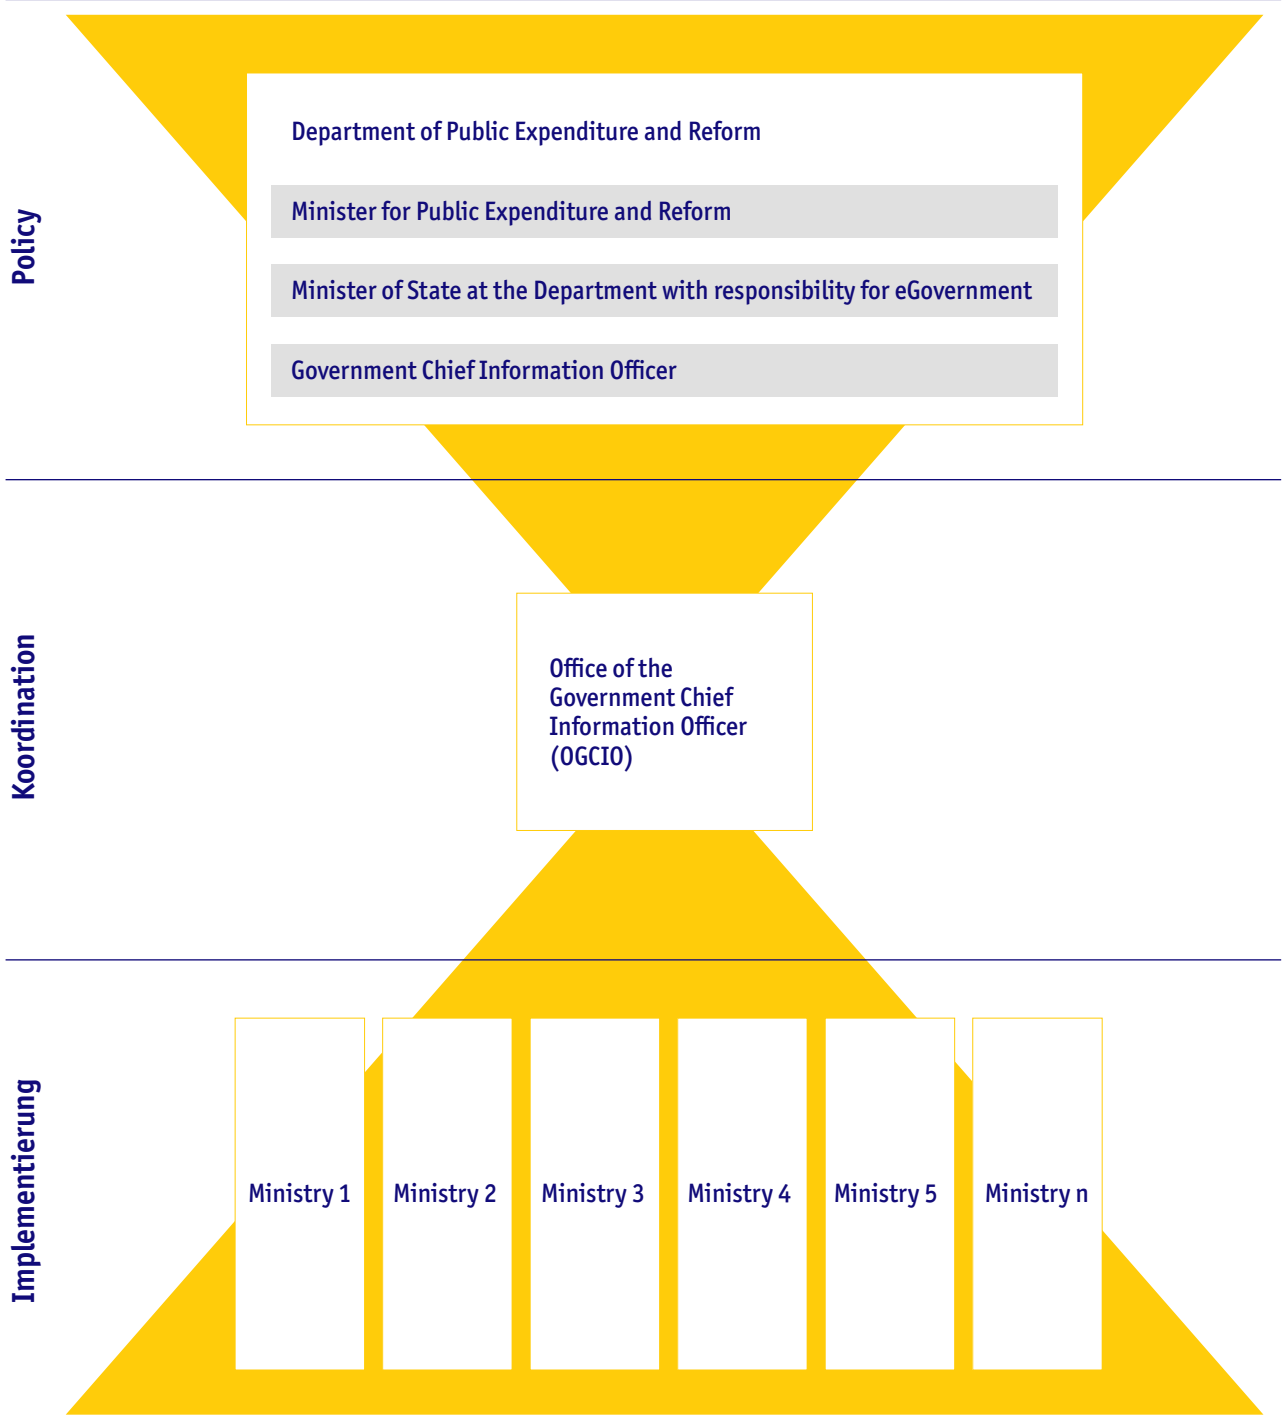 Policy
Department of Public Expenditure and Reform
Minister for Public Expenditure and Reform
Minister of State at the Department with responsibility for eGovernment
Government Chief Information Officer
Koordination
Office of the
Government Chief
Information Officer
(OGCIO)
Implementierung
Ministry 1
Ministry 2
Ministry 3
Ministry 4
Ministry 5
Ministry n